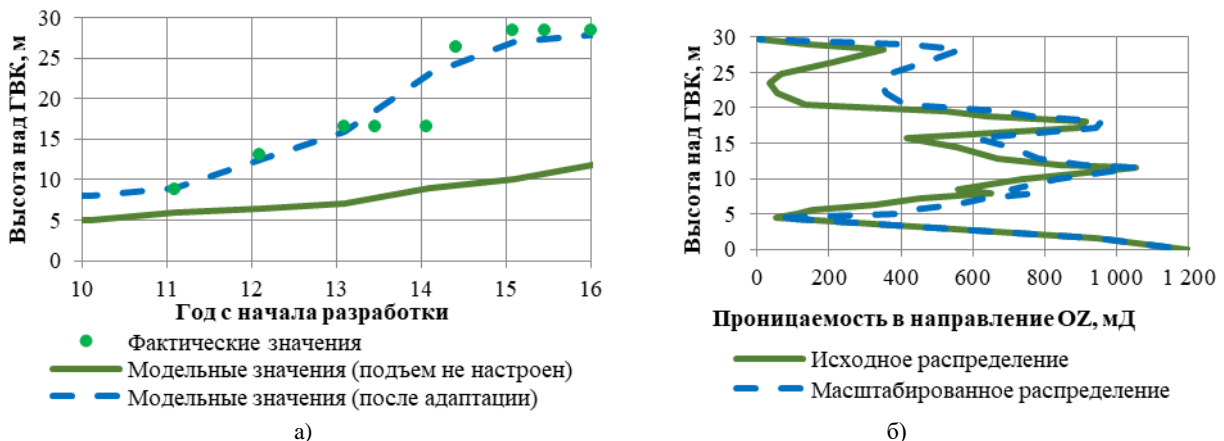 Высота над ГВК, м
30
25
20
15
10
5
0
10 11 12 13 14 15 16
Год с начала разработки
Фактические значения
Модельные значения (подъем не настроен)
Модельные значения (после адаптации)
а)
Высота над ГВК, м
30
25
20
15
10
5
0
0 200 400 600 800 1 000 1 200
Проницаемость в направление OZ, мД
Исходное распределение
Масштабированное распределение
б)